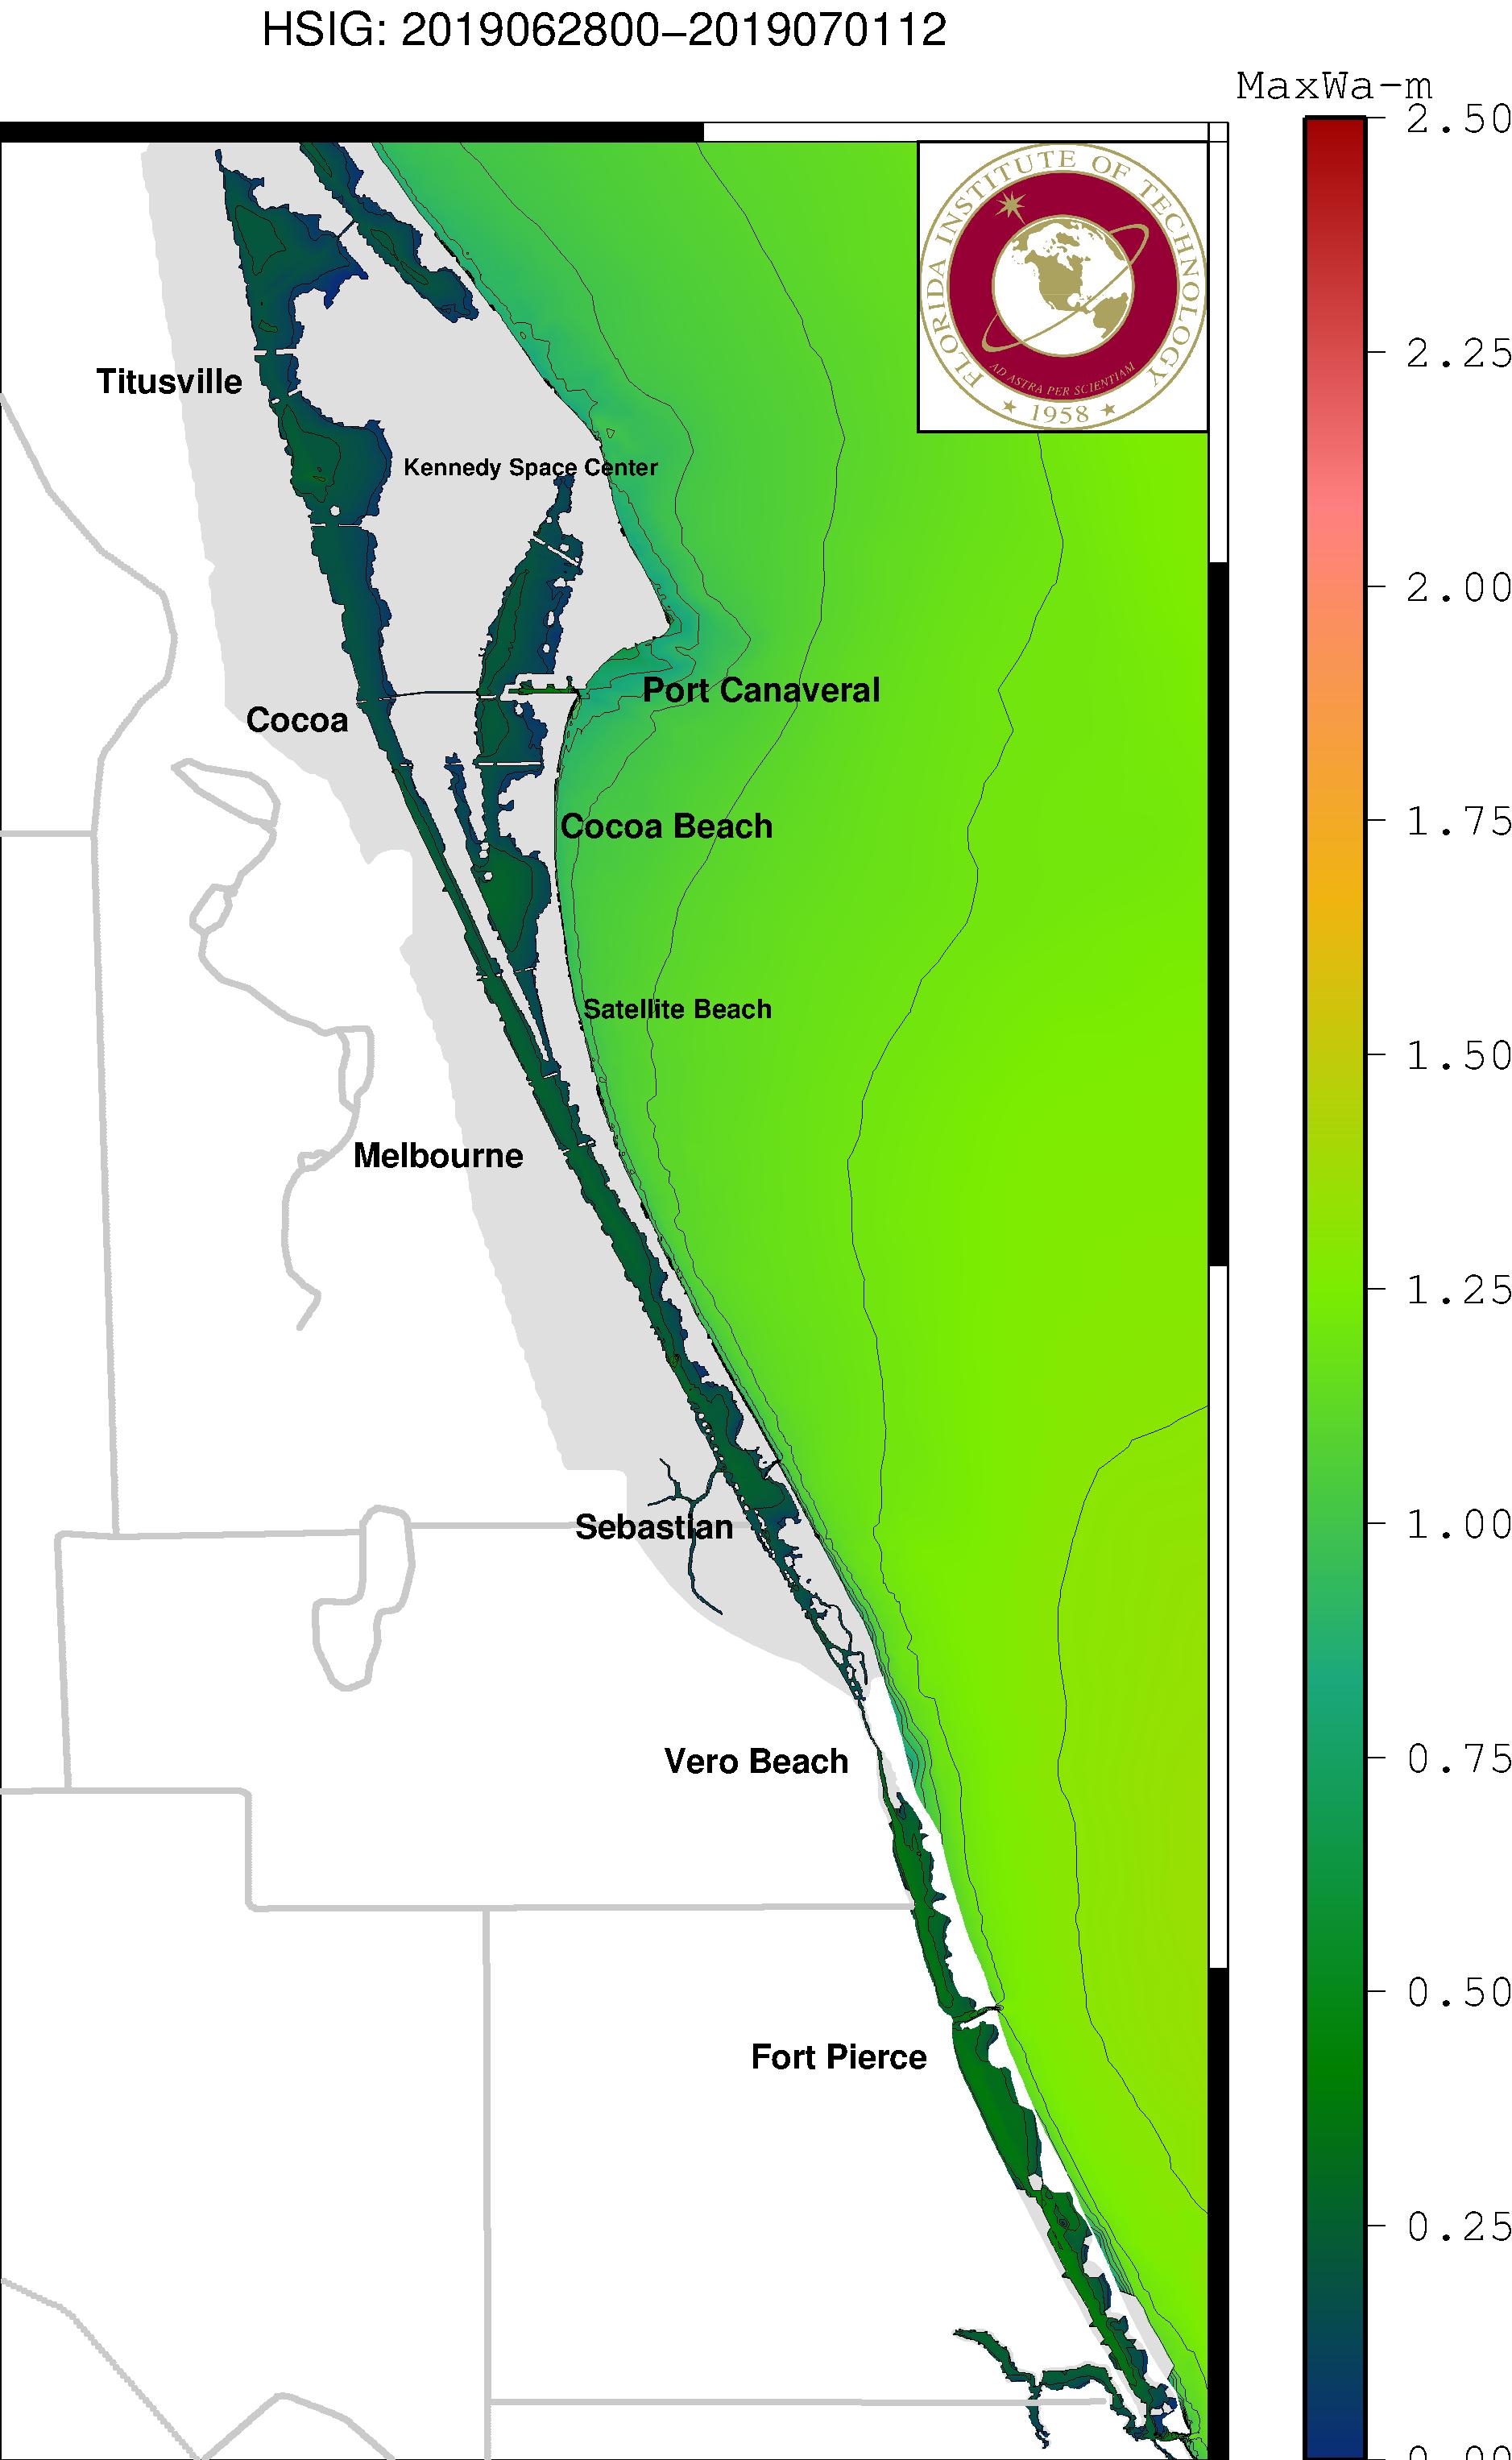 HSIG: 2019062800–2019070112
MaxWa-m
2.50
FLORIDA INSTITUTE OF TECHNOLOGY
AD ASTRA PER SCIENTIAM
1958
2.25
Titusville
Kennedy Space Center
2.00
Port Canaveral
Cocoa
1.75
Cocoa Beach
Satellite Beach
1.50
Melbourne
1.25
1.00
Sebastian
0.75
Vero Beach
0.50
Fort Pierce
0.25
0.00